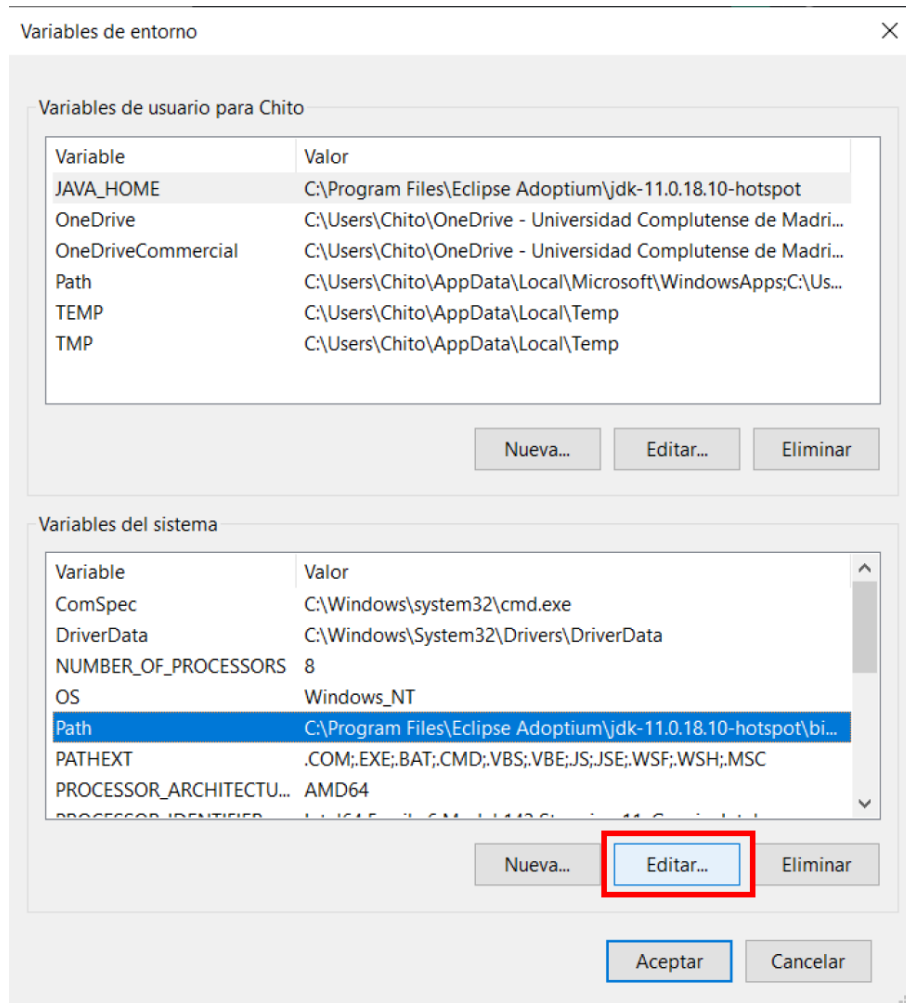 Variables de entorno
Variables de usuario para Chito
Variable Valor
JAVA_HOME C:\Program Files\Eclipse Adoptium\jdk-11.0.18.10-hotspot
OneDrive C:\Users\Chito\OneDrive - Universidad Complutense de Madri...
OneDriveCommercial C:\Users\Chito\OneDrive - Universidad Complutense de Madri...
Path C:\Users\Chito\AppData\Local\Microsoft\WindowsApps;C:\Us...
TEMP C:\Users\Chito\AppData\Local\Temp
TMP C:\Users\Chito\AppData\Local\Temp
Nueva... Editar... Eliminar
Variables del sistema
Variable Valor
ComSpec C:\Windows\system32\cmd.exe
DriverData C:\Windows\System32\Drivers\DriverData
NUMBER_OF_PROCESSORS 8
OS Windows_NT
Path C:\Program Files\Eclipse Adoptium\jdk-11.0.18.10-hotspot\bi...
PATHEXT .COM;.EXE;.BAT;.CMD;.VBS;.VBE;.JS;.JSE;.WSF;.WSH;.MSC
PROCESSOR_ARCHITECTU... AMD64
PROCESSOR_IDENTIFIER
Nueva... Editar... Eliminar
Aceptar Cancelar